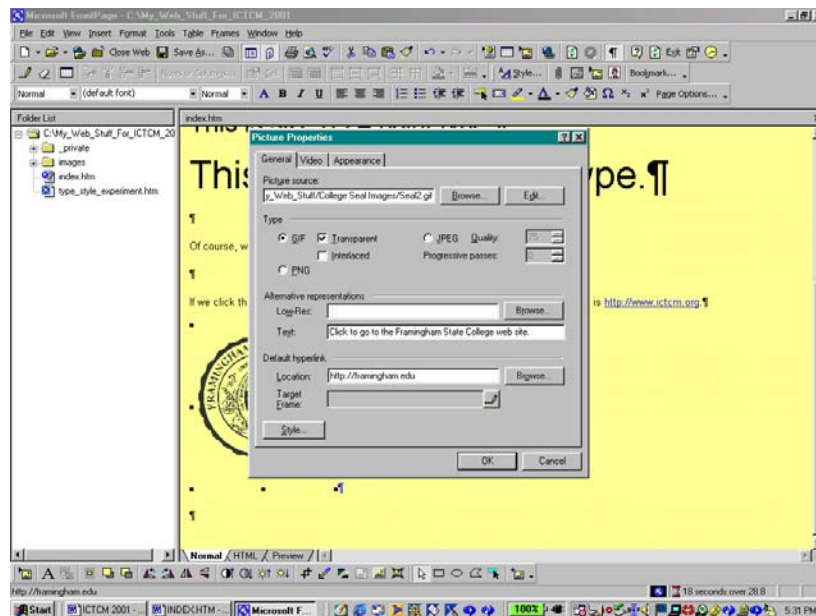 Microsoft FrontPage - C:\My_Web_Stuff_For_ICTCM_2001
File Edit View Insert Format Tools Table Frames Window Help
Close Web Save As... Exit
Style... Bookmark...
Normal (default font) Normal A B I U Page Options...
Folder List
C:\My_Web_Stuff_For_ICTCM_20
_private
images
index.htm
type_style_experiment.htm
index.htm
This
pe.¶
¶
Of course, w
¶
If we click th
is http://www.ictcm.org.¶
FRAMINGHAM
¶
¶
Picture Properties
General Video Appearance
Picture source:
y_Web_Stuff/College Seal Images/Seal2.gif Browse... Edit...
Type
GIF Transparent JPEG Quality: 75
Interlaced Progressive passes: 0
PNG
Alternative representations
Low-Res: Browse...
Text: Click to go to the Framingham State College web site.
Default hyperlink
Location: http://framingham.edu Browse...
Target Frame:
Style...
OK Cancel
Normal HTML Preview
http://framingham.edu
18 seconds over 28.8
Start ICTCM 2001 -... INDEX.HTM -... Microsoft F... 100% 5:31 PM